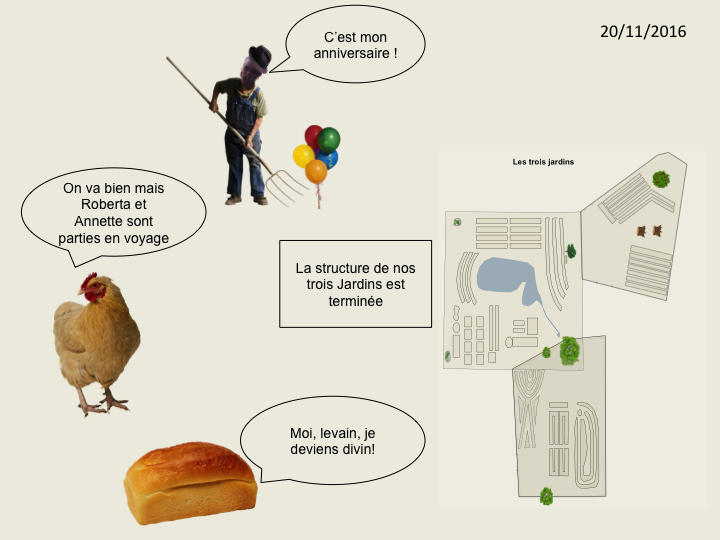 C'est mon
anniversaire !
20/11/2016
Les trois jardins
On va bien mais
Roberta et
Annette sont
parties en voyage
La structure de nos
trois Jardins est
terminée
Moi, levain, je
deviens divin!